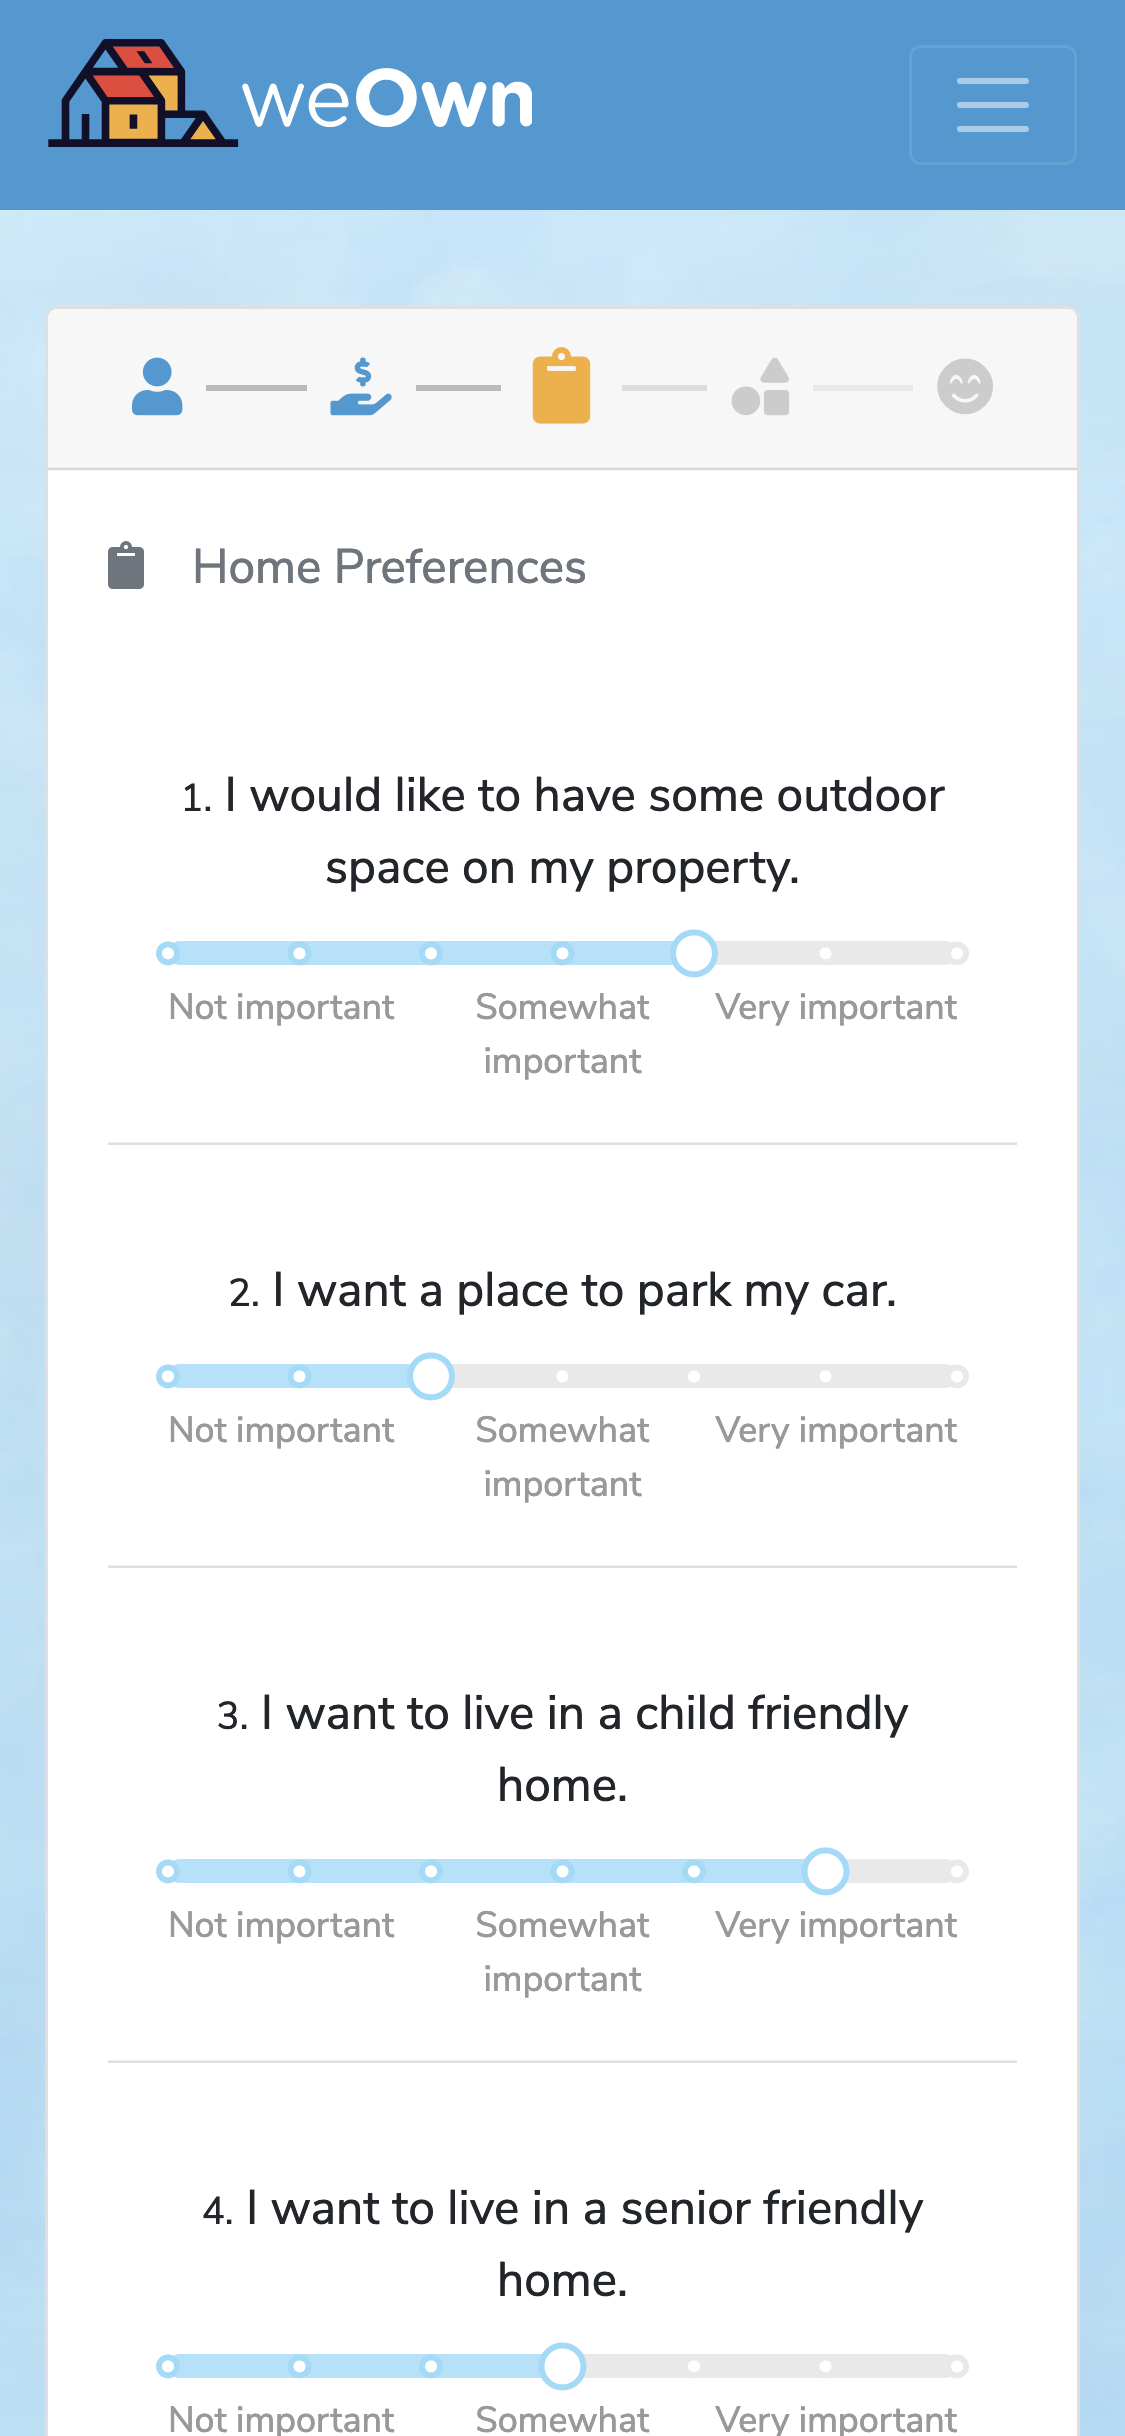 weOwn
Home Preferences
1. I would like to have some outdoor
space on my property.
Not important Somewhat Very important
important
2. I want a place to park my car.
Not important Somewhat Very important
important
3. I want to live in a child friendly
home.
Not important Somewhat Very important
important
4. I want to live in a senior friendly
home.
Not important Somewhat Very important